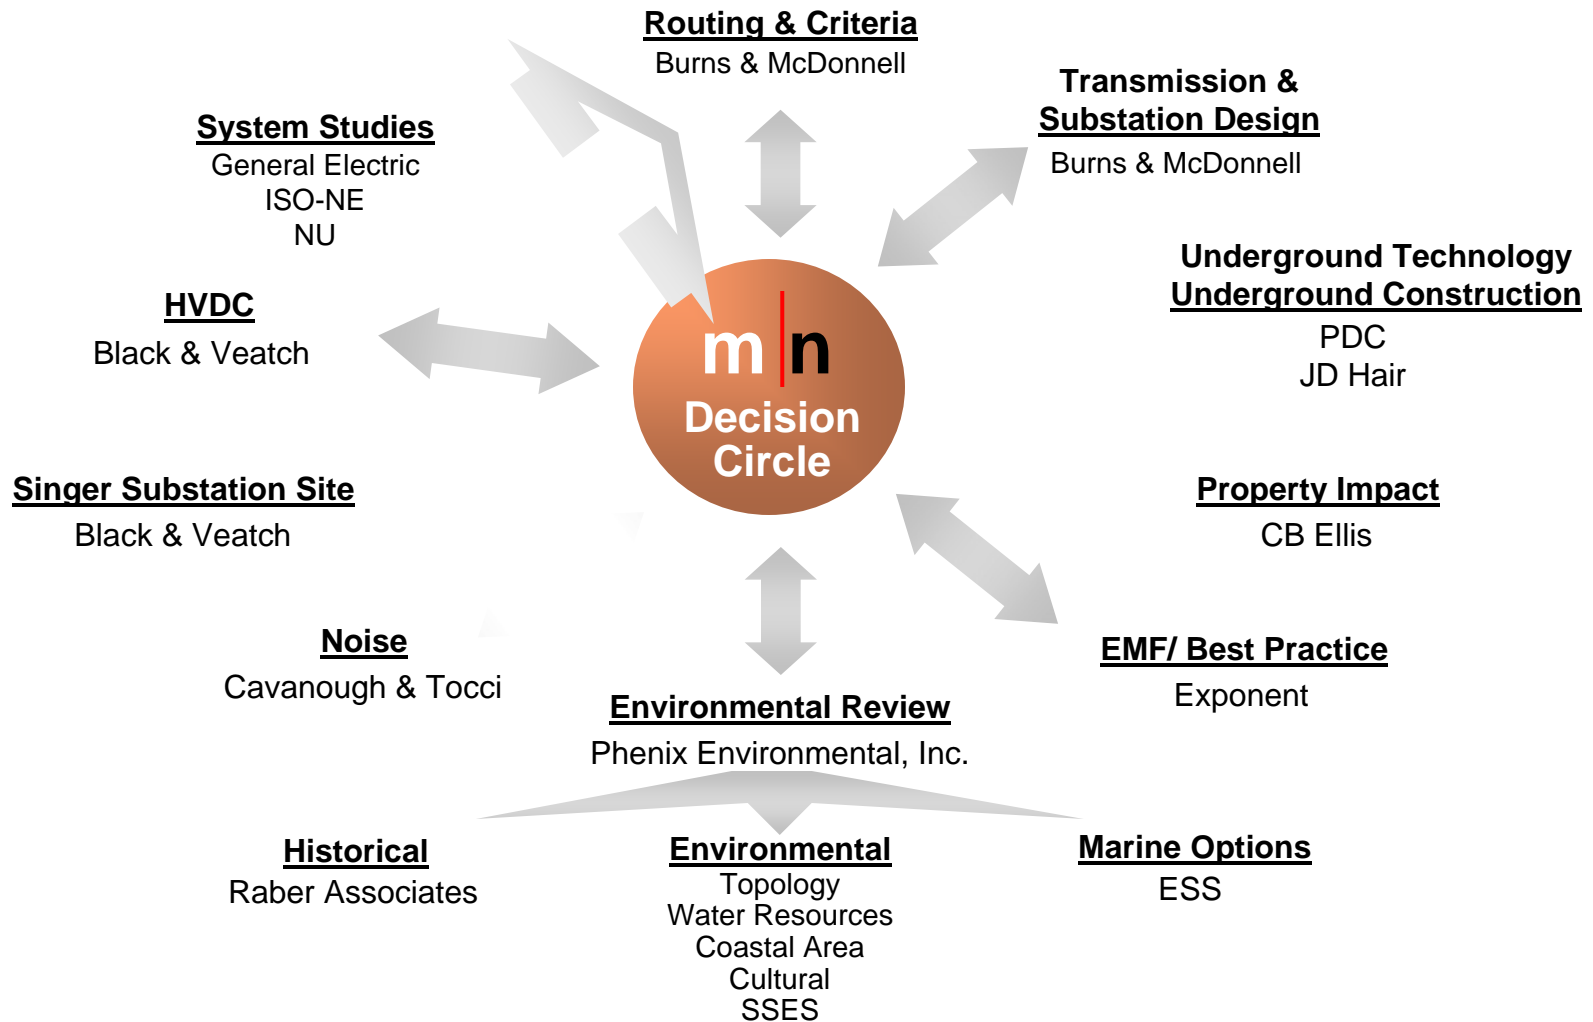 Routing & Criteria
Burns & McDonnell
Transmission &
Substation Design
Burns & McDonnell
System Studies
General Electric
ISO-NE
NU
Underground Technology
Underground Construction
PDC
JD Hair
HVDC
Black & Veatch
m|n
Decision
Circle
Singer Substation Site
Black & Veatch
Property Impact
CB Ellis
Noise
Cavanough & Tocci
EMF/ Best Practice
Exponent
Environmental Review
Phenix Environmental, Inc.
Historical
Raber Associates
Environmental
Topology
Water Resources
Coastal Area
Cultural
SSES
Marine Options
ESS